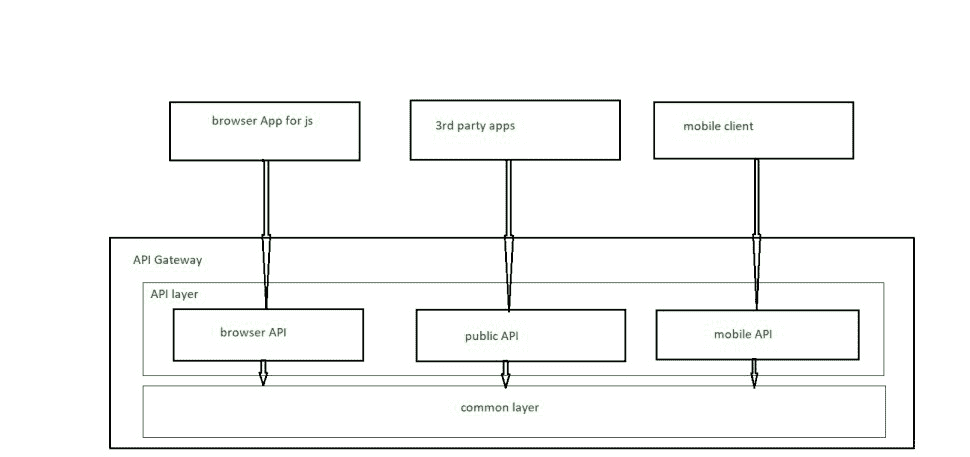 browser App for js
3rd party apps
mobile client
API Gateway
API layer
browser API
public API
mobile API
common layer